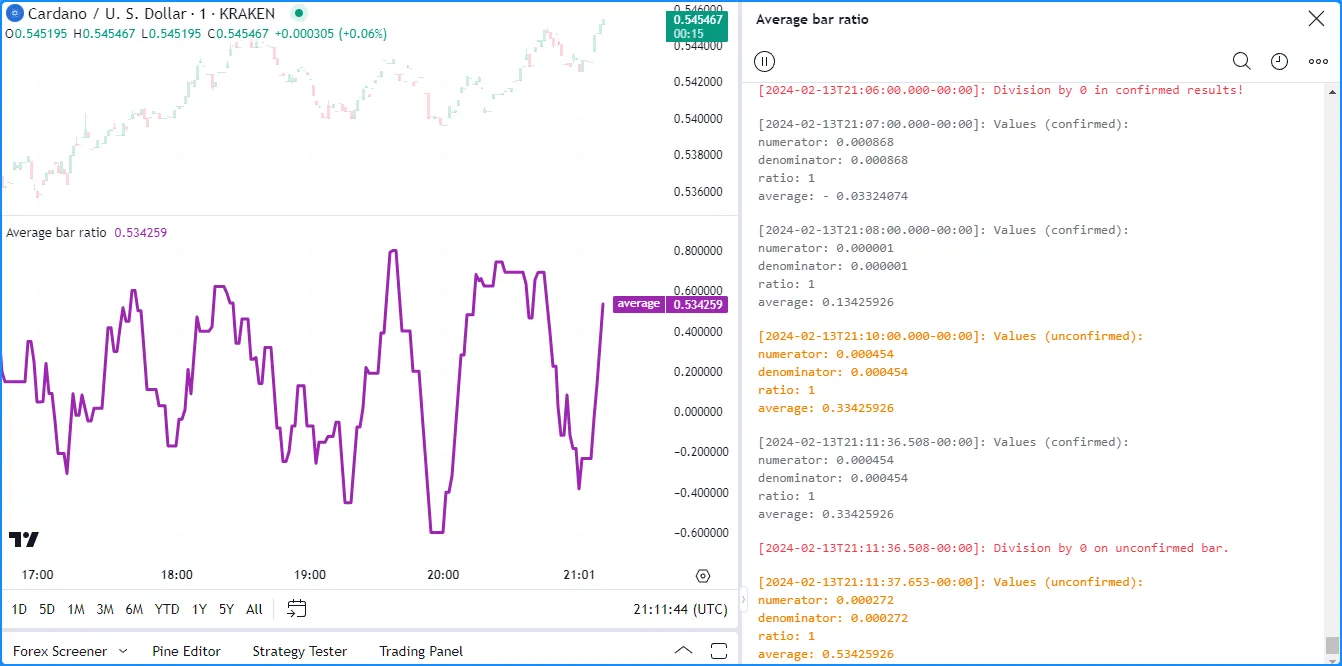 Cardano / U. S. Dollar · 1 · KRAKEN
O0.545195 H0.545467 L0.545195 C0.545467 +0.000305 (+0.06%)
0.546000
0.545467
00:15
0.544000
0.542000
0.540000
0.538000
0.536000
Average bar ratio 0.534259
0.800000
0.600000
average 0.534259
0.400000
0.200000
0.000000
−0.200000
−0.400000
−0.600000
17:00 18:00 19:00 20:00 21:01
1D 5D 1M 3M 6M YTD 1Y 5Y All 21:11:44 (UTC)
Forex Screener Pine Editor Strategy Tester Trading Panel
Average bar ratio
[2024-02-13T21:06:00.000-00:00]: Division by 0 in confirmed results!
[2024-02-13T21:07:00.000-00:00]: Values (confirmed):
numerator: 0.000868
denominator: 0.000868
ratio: 1
average: - 0.03324074
[2024-02-13T21:08:00.000-00:00]: Values (confirmed):
numerator: 0.000001
denominator: 0.000001
ratio: 1
average: 0.13425926
[2024-02-13T21:10:00.000-00:00]: Values (unconfirmed):
numerator: 0.000454
denominator: 0.000454
ratio: 1
average: 0.33425926
[2024-02-13T21:11:36.508-00:00]: Values (confirmed):
numerator: 0.000454
denominator: 0.000454
ratio: 1
average: 0.33425926
[2024-02-13T21:11:36.508-00:00]: Division by 0 on unconfirmed bar.
[2024-02-13T21:11:37.653-00:00]: Values (unconfirmed):
numerator: 0.000272
denominator: 0.000272
ratio: 1
average: 0.53425926